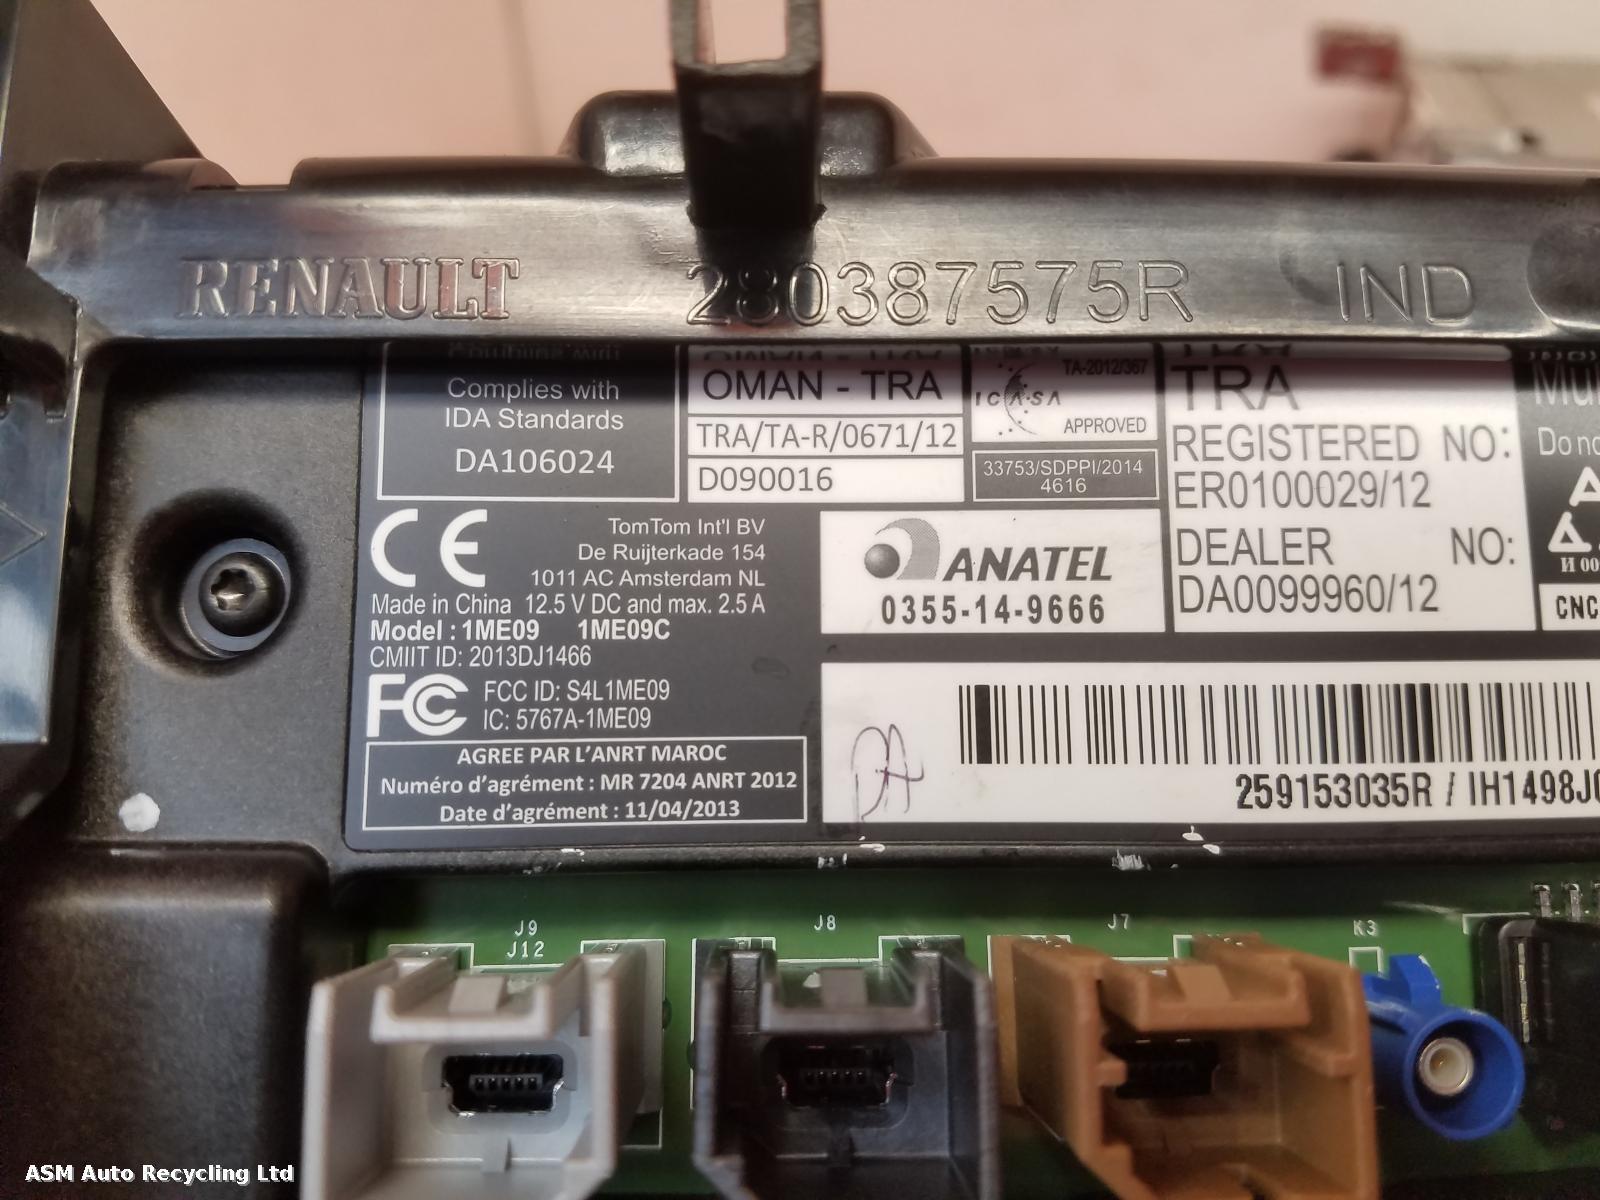 RENAULT 280387575R IND
Complies with
IDA Standards
DA106024
OMAN - TRA
TRA/TA-R/0671/12
D090016
TA-2012/367
ICASA
APPROVED
33753/SDPPI/2014
4616
TRA
REGISTERED NO:
ER0100029/12
DEALER NO:
DA0099960/12
Do no
И 00
CNC
CE
TomTom Int'l BV
De Ruijterkade 154
1011 AC Amsterdam NL
Made in China 12.5 V DC and max. 2.5 A
Model : 1ME09 1ME09C
CMIIT ID: 2013DJ1466
FC
FCC ID: S4L1ME09
IC: 5767A-1ME09
AGREE PAR L'ANRT MAROC
Numéro d'agrément : MR 7204 ANRT 2012
Date d'agrément : 11/04/2013
ANATEL
0355-14-9666
259153035R / IH1498J
J9
J12
J8
J7
K3
ASM Auto Recycling Ltd